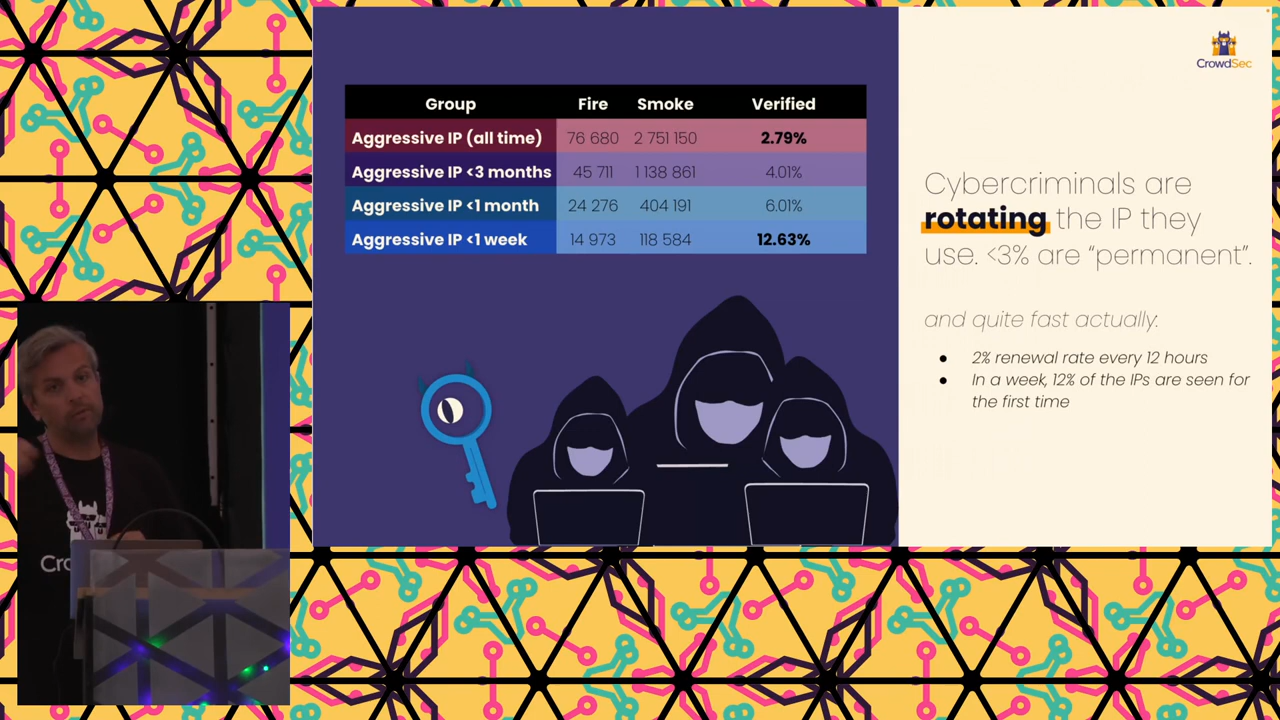 CrowdSec
Group Fire Smoke Verified
Aggressive IP (all time) 76 680 2 751 150 2.79%
Aggressive IP <3 months 45 711 1 138 861 4.01%
Aggressive IP <1 month 24 276 404 191 6.01%
Aggressive IP <1 week 14 973 118 584 12.63%
Cybercriminals are
rotating the IP they
use. <3% are “permanent”.
and quite fast actually:
● 2% renewal rate every 12 hours
● In a week, 12% of the IPs are seen for
the first time